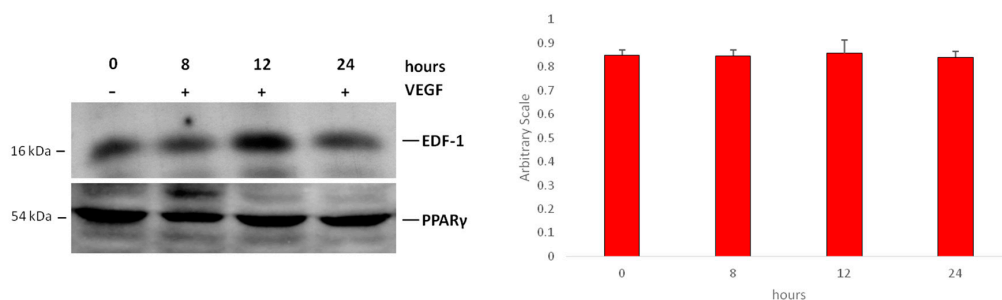 0 8 12 24 hours
- + + + VEGF
EDF-1
16 kDa
54 kDa
PPARγ
1
0.9
0.8
0.7
0.6
0.5
0.4
0.3
0.2
0.1
0
Arbitrary Scale
0 8 12 24
hours